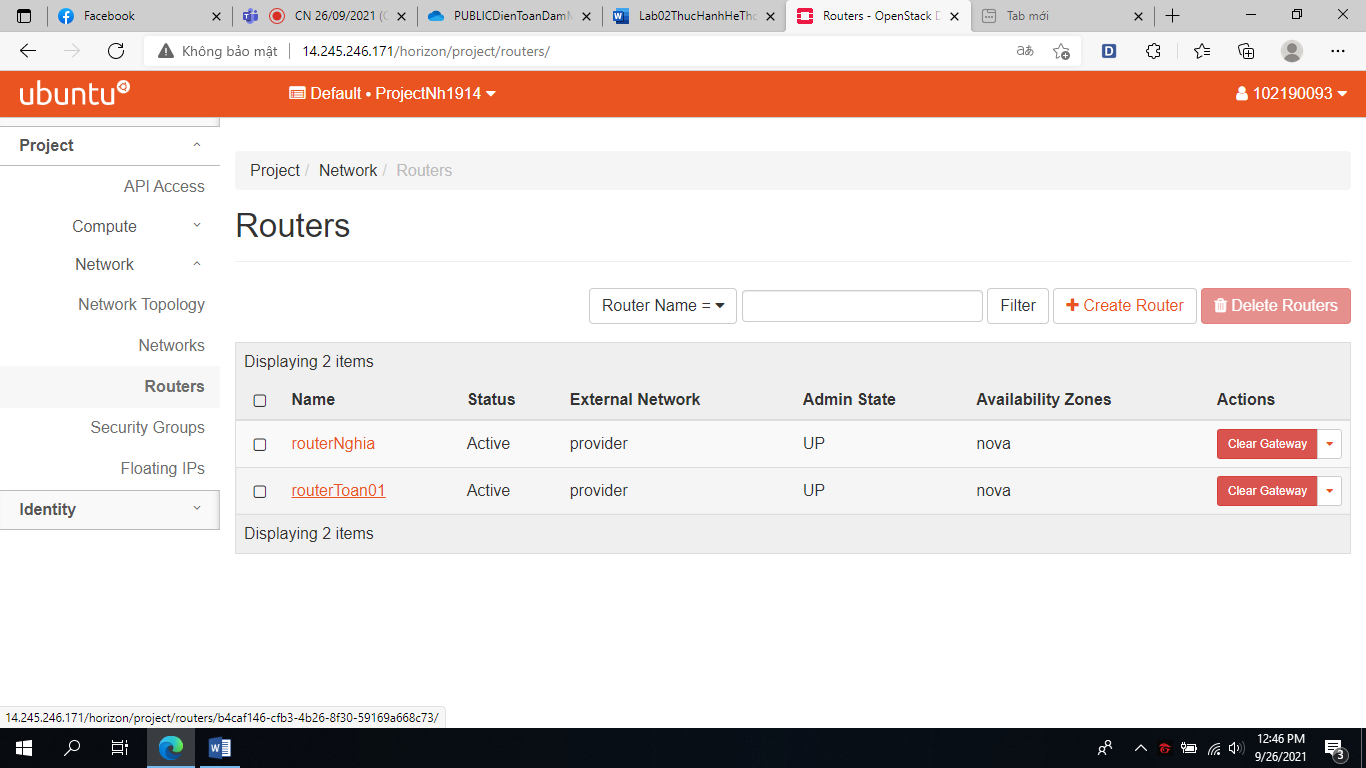 Facebook
CN 26/09/2021 (
PUBLICDienToanDamM
Lab02ThucHanhHeTho
Routers - OpenStack D
Tab mới
Không bảo mật
14.245.246.171/horizon/project/routers/
ubuntu
Default • ProjectNh1914
102190093
Project
API Access
Compute
Network
Network Topology
Networks
Routers
Security Groups
Floating IPs
Identity
Project / Network / Routers
Routers
Router Name =
Filter
+ Create Router
Delete Routers
Displaying 2 items
Name Status External Network Admin State Availability Zones Actions
routerNghia Active provider UP nova Clear Gateway
routerToan01 Active provider UP nova Clear Gateway
Displaying 2 items
14.245.246.171/horizon/project/routers/b4caf146-cfb3-4b26-8f30-59169a668c73/
12:46 PM
9/26/2021
3